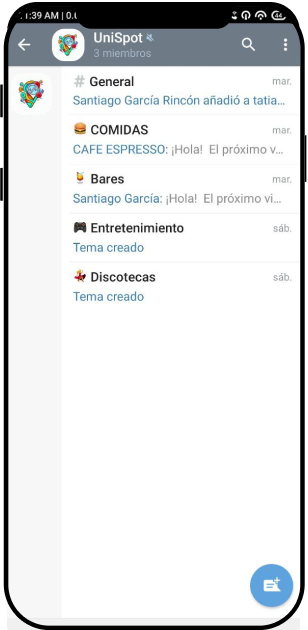 1:39 AM | 0.
UniSpot
3 miembros
# General
mar.
Santiago García Rincón añadió a tatia...
COMIDAS
mar.
CAFE ESPRESSO: ¡Hola! El próximo v...
Bares
mar.
Santiago García: ¡Hola! El próximo vi...
Entretenimiento
sáb.
Tema creado
Discotecas
sáb.
Tema creado